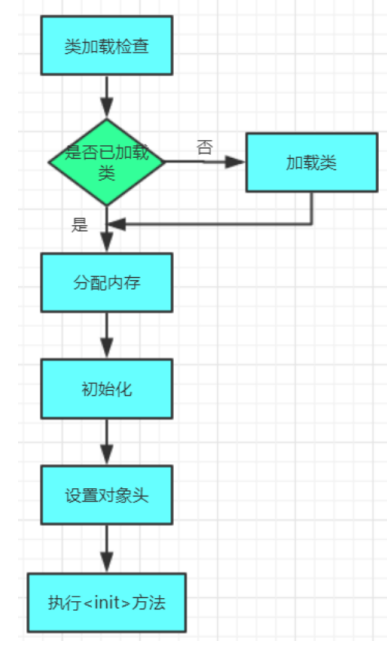 类加载检查
是否已加载
类
否
加载类
是
分配内存
初始化
设置对象头
执行<init>方法